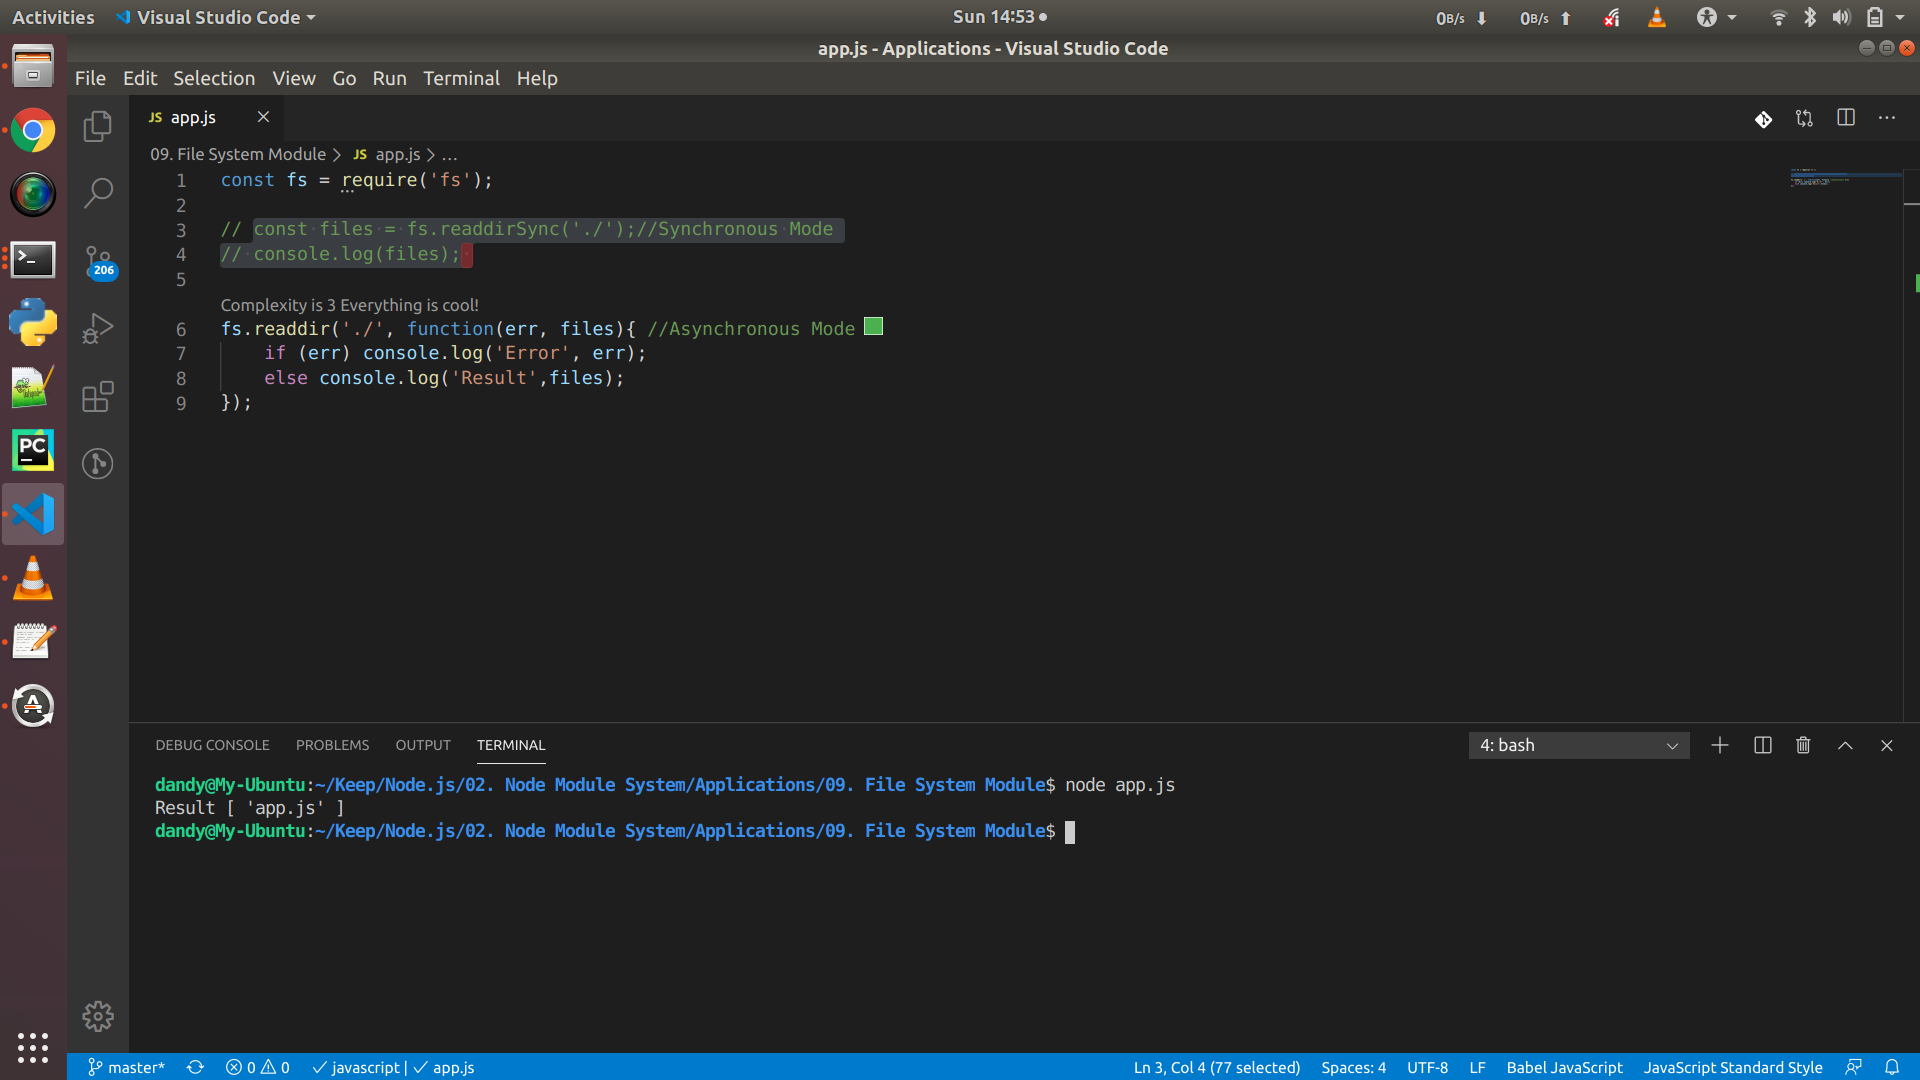 Activities Visual Studio Code Sun 14:53 0B/s 0B/s
app.js - Applications - Visual Studio Code
File Edit Selection View Go Run Terminal Help
JS app.js
09. File System Module > JS app.js > ...
1 const fs = require('fs');
2
3 // const files = fs.readdirSync('./');//Synchronous Mode
4 // console.log(files);
5
Complexity is 3 Everything is cool!
6 fs.readdir('./', function(err, files){ //Asynchronous Mode
7 if (err) console.log('Error', err);
8 else console.log('Result',files);
9 });
206
PC
DEBUG CONSOLE PROBLEMS OUTPUT TERMINAL 4: bash
dandy@My-Ubuntu:~/Keep/Node.js/02. Node Module System/Applications/09. File System Module$ node app.js
Result [ 'app.js' ]
dandy@My-Ubuntu:~/Keep/Node.js/02. Node Module System/Applications/09. File System Module$
master* 0 0 javascript | app.js Ln 3, Col 4 (77 selected) Spaces: 4 UTF-8 LF Babel JavaScript JavaScript Standard Style